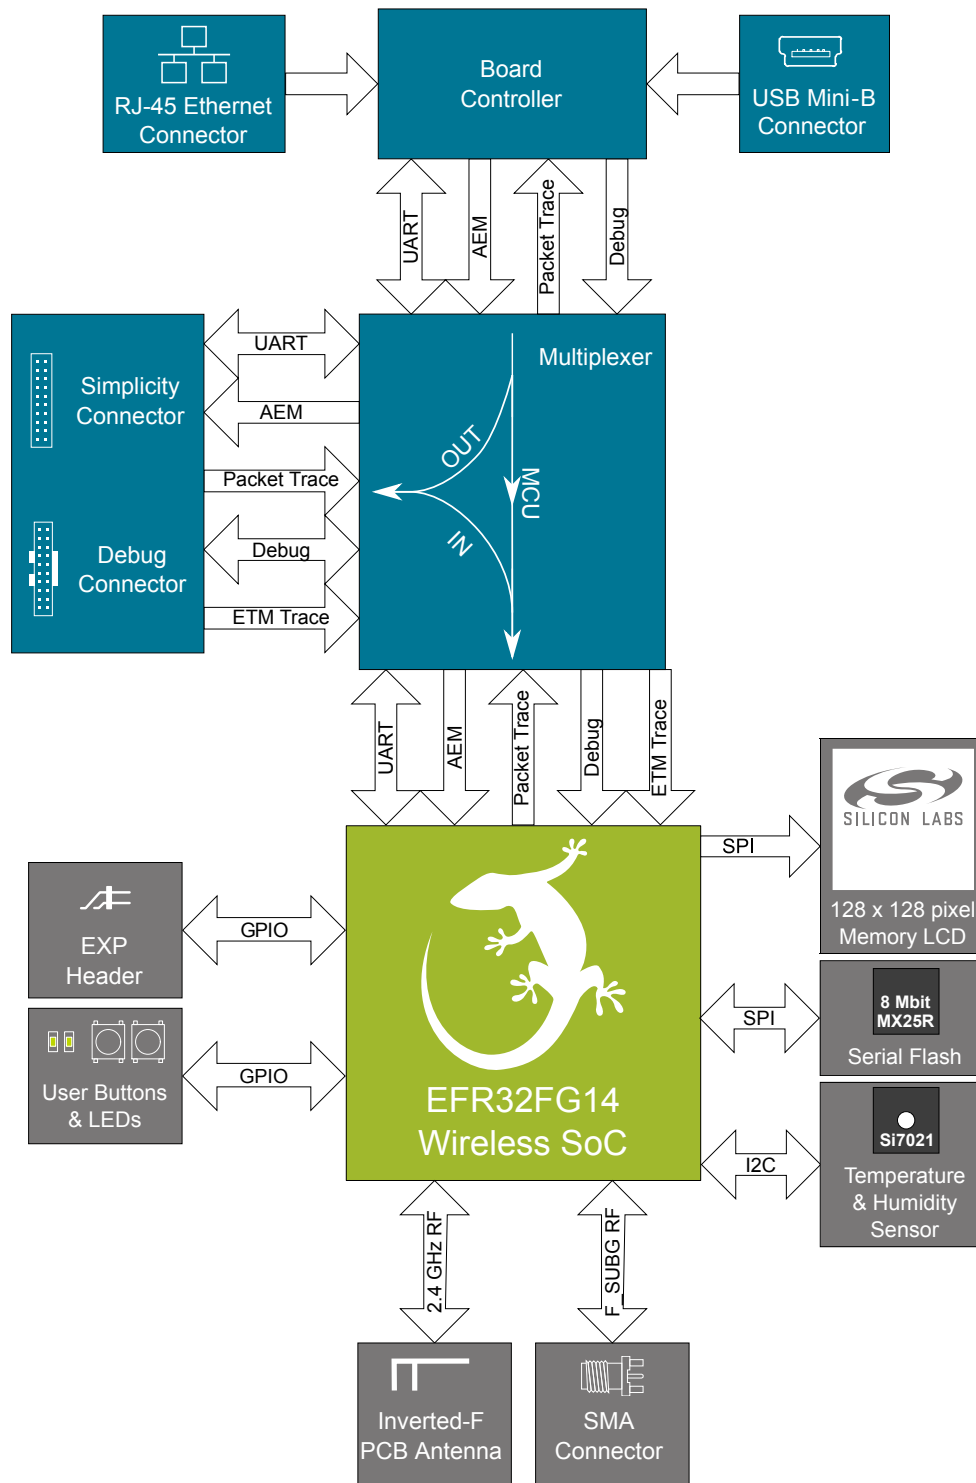 RJ-45 Ethernet
Connector
Board
Controller
USB Mini-B
Connector
UART
AEM
Packet Trace
Debug
Simplicity
Connector
Debug
Connector
UART
AEM
Packet Trace
Debug
ETM Trace
Multiplexer
OUT
MCU
IN
UART
AEM
Packet Trace
Debug
ETM Trace
SPI
SILICON LABS
128 x 128 pixel
Memory LCD
EXP
Header
GPIO
SPI
8 Mbit
MX25R
Serial Flash
User Buttons
& LEDs
GPIO
EFR32FG14
Wireless SoC
I2C
Si7021
Temperature
& Humidity
Sensor
2.4 GHz RF
F_SUBG RF
Inverted-F
PCB Antenna
SMA
Connector